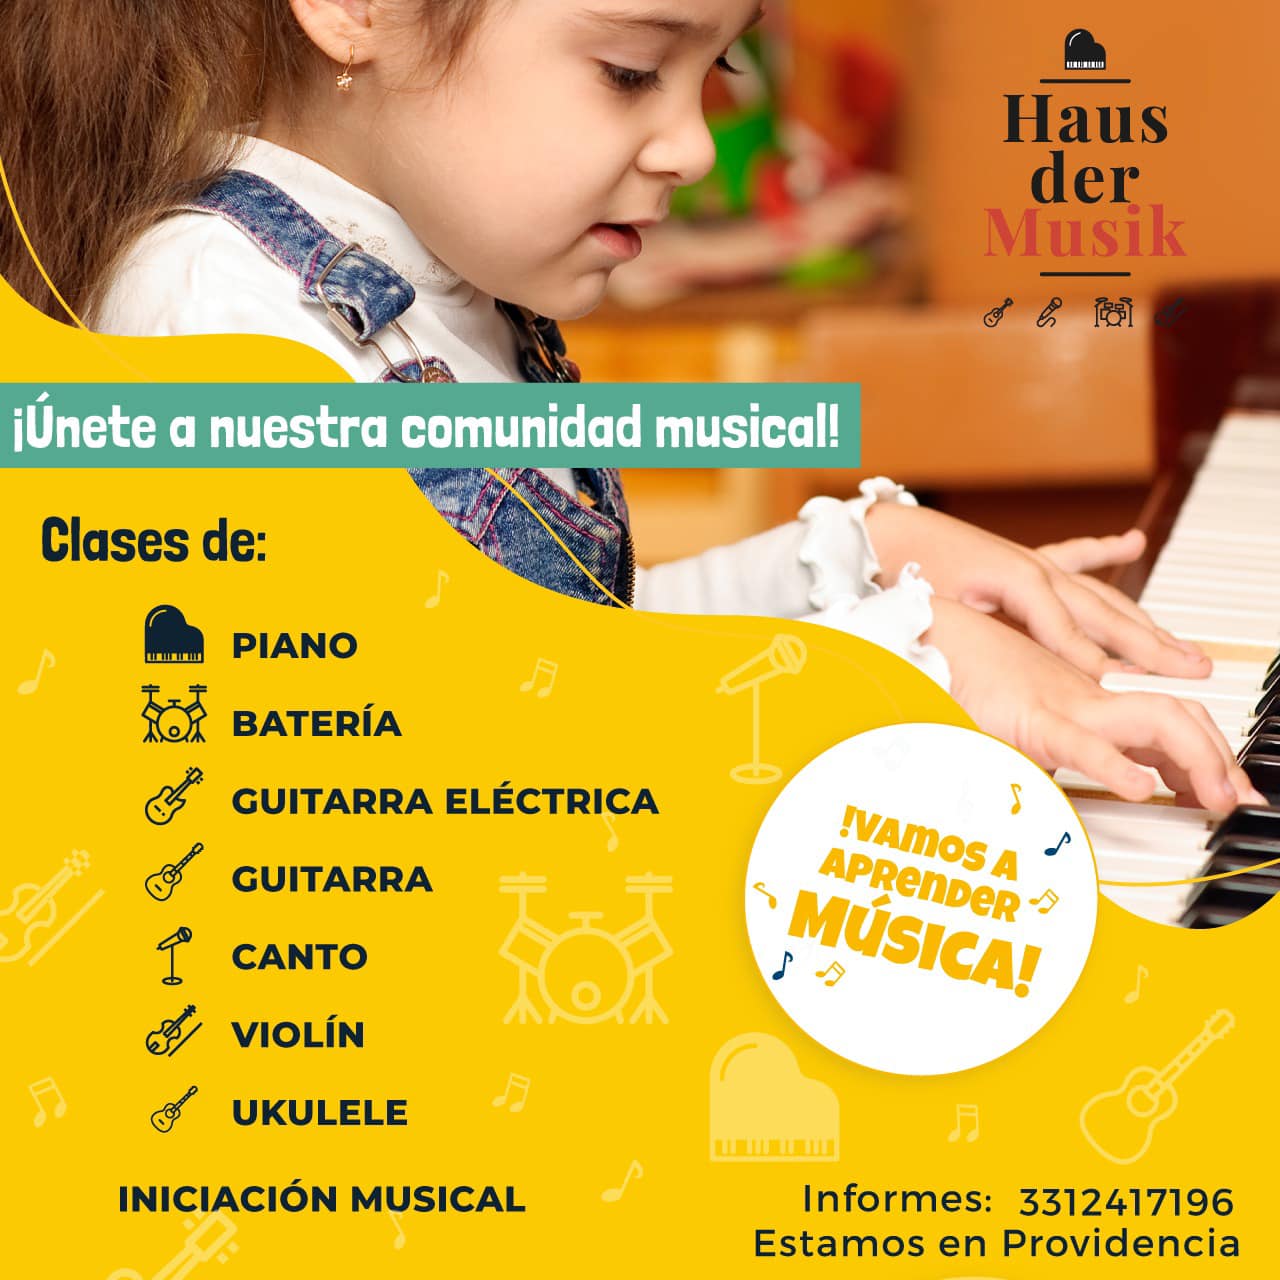 Haus
der
Musik
¡Únete a nuestra comunidad musical!
Clases de:
PIANO
BATERÍA
GUITARRA ELÉCTRICA
GUITARRA
CANTO
VIOLÍN
UKULELE
INICIACIÓN MUSICAL
!VAMOS A
APRENDER
MÚSICA!
Informes: 3312417196
Estamos en Providencia